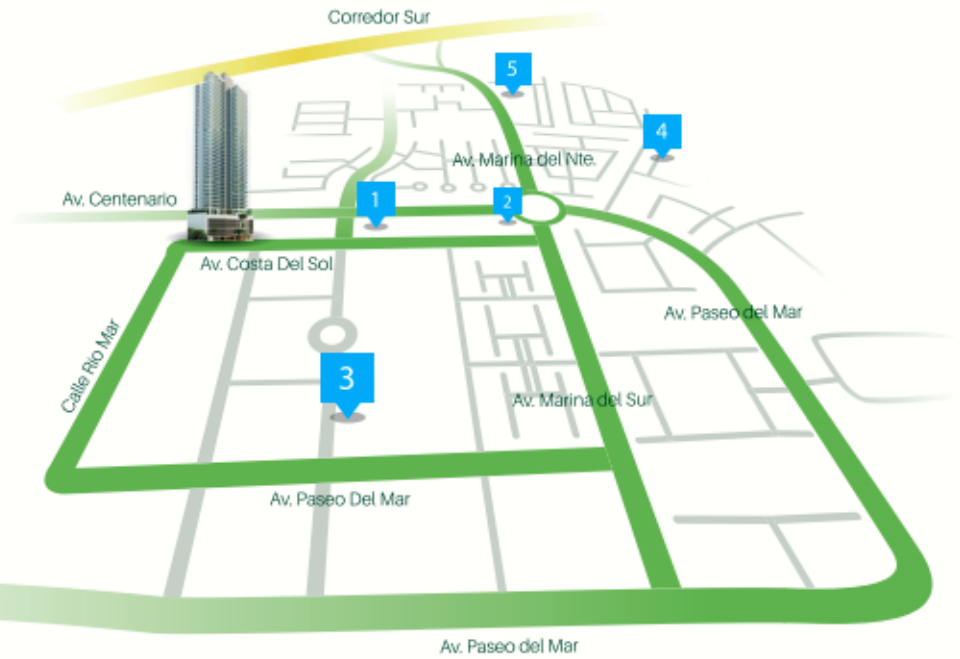 Corredor Sur
5
4
Av. Marina del Nte.
Av. Centenario
1
2
Av. Costa Del Sol
Av. Paseo del Mar
Calle Rio Mar
3
Av. Marina del Sur
Av. Paseo Del Mar
Av. Paseo del Mar